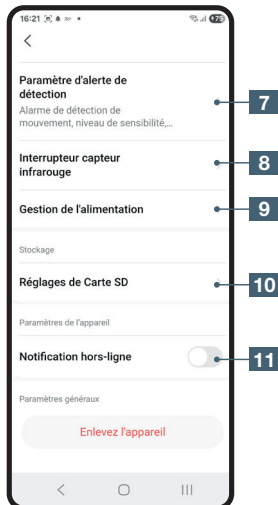 16:21
75
Paramètre d'alerte de
détection
Alarme de détection de
mouvement, niveau de sensibilité,...
7
Interrupteur capteur
infrarouge
8
Gestion de l'alimentation
9
Stockage
Réglages de Carte SD
10
Paramètres de l'appareil
Notification hors-ligne
11
Paramètres généraux
Enlevez l'appareil